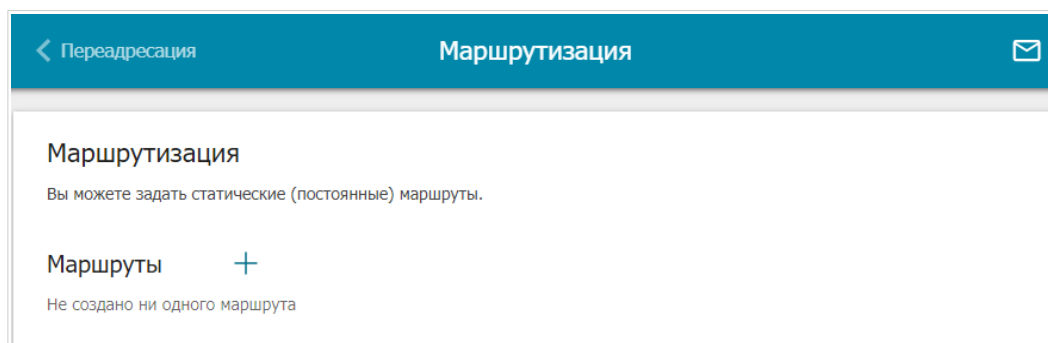 Переадресация
Маршрутизация
Маршрутизация
Вы можете задать статические (постоянные) маршруты.
Маршруты
Не создано ни одного маршрута